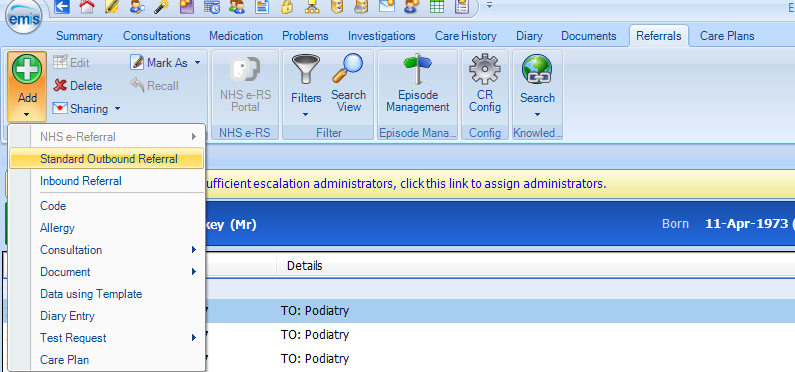 emis
Summary Consultations Medication Problems Investigations Care History Diary Documents Referrals Care Plans
Add
Edit
Delete
Sharing
Mark As
Recall
NHS e-RS Portal
NHS e-RS
Filters
Search View
Filter
Episode Management
Episode Mana...
CR Config
Config
Search
Knowled...
NHS e-Referral
Standard Outbound Referral
Inbound Referral
Code
Allergy
Consultation
Document
Data using Template
Diary Entry
Test Request
Care Plan
ufficient escalation administrators, click this link to assign administrators.
key (Mr) Born 11-Apr-1973 (
Details
TO: Podiatry
TO: Podiatry
TO: Podiatry